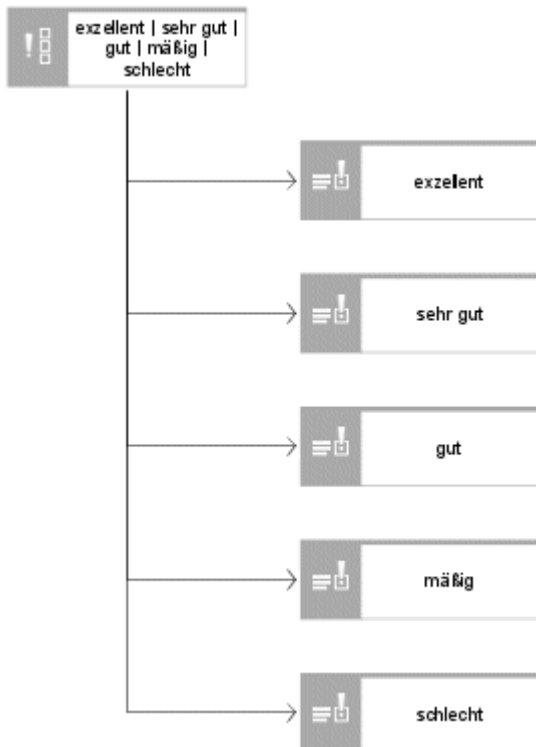 exzellent | sehr gut |
gut | mäßig |
schlecht
exzellent
sehr gut
gut
mäßig
schlecht